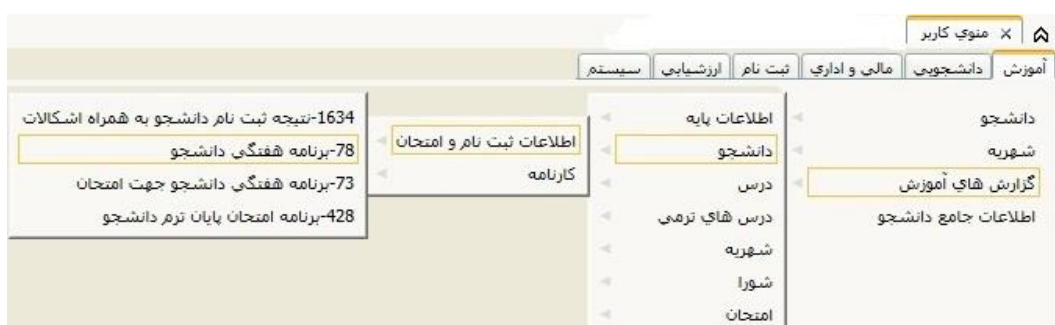 منوي كاربر
آموزش دانشجويي مالي و اداري ثبت نام ارزشيابي سيستم
دانشجو
شهريه
گزارش هاي آموزش
اطلاعات جامع دانشجو
اطلاعات پايه
دانشجو
درس
درس هاي ترمي
شهريه
شورا
امتحان
اطلاعات ثبت نام و امتحان
كارنامه
1634-نتيجه ثبت نام دانشجو به همراه اشكالات
78-برنامه هفتگي دانشجو
73-برنامه هفتگي دانشجو جهت امتحان
428-برنامه امتحان پايان ترم دانشجو